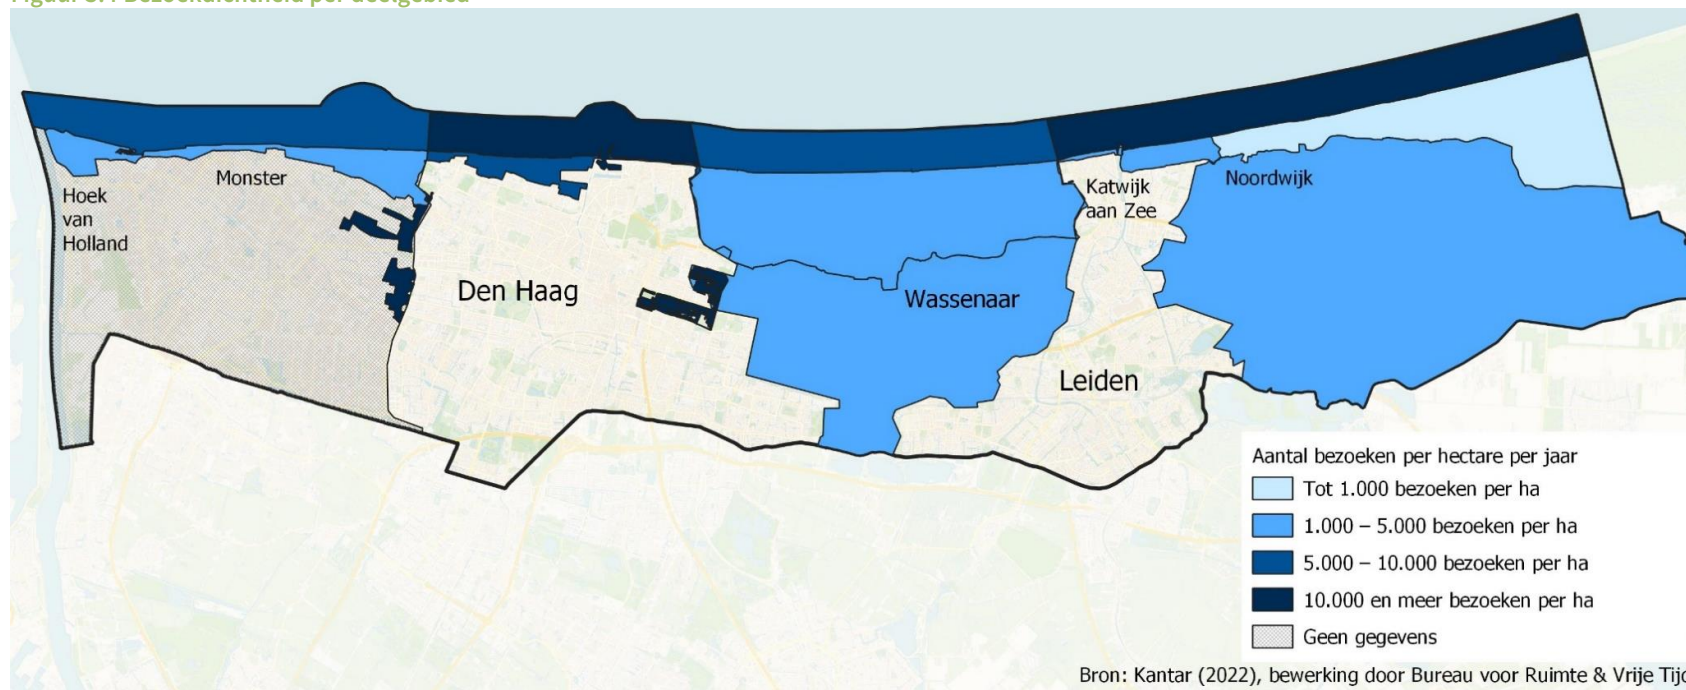 Hoek
van
Holland
Monster
Den Haag
Wassenaar
Katwijk
aan Zee
Noordwijk
Leiden
Aantal bezoeken per hectare per jaar
Tot 1.000 bezoeken per ha
1.000 – 5.000 bezoeken per ha
5.000 – 10.000 bezoeken per ha
10.000 en meer bezoeken per ha
Geen gegevens
Bron: Kantar (2022), bewerking door Bureau voor Ruimte & Vrije Tijd